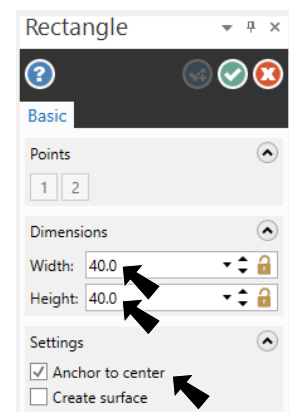 Rectangle
?
Basic
Points
1 2
Dimensions
Width: 40.0
Height: 40.0
Settings
Anchor to center
Create surface